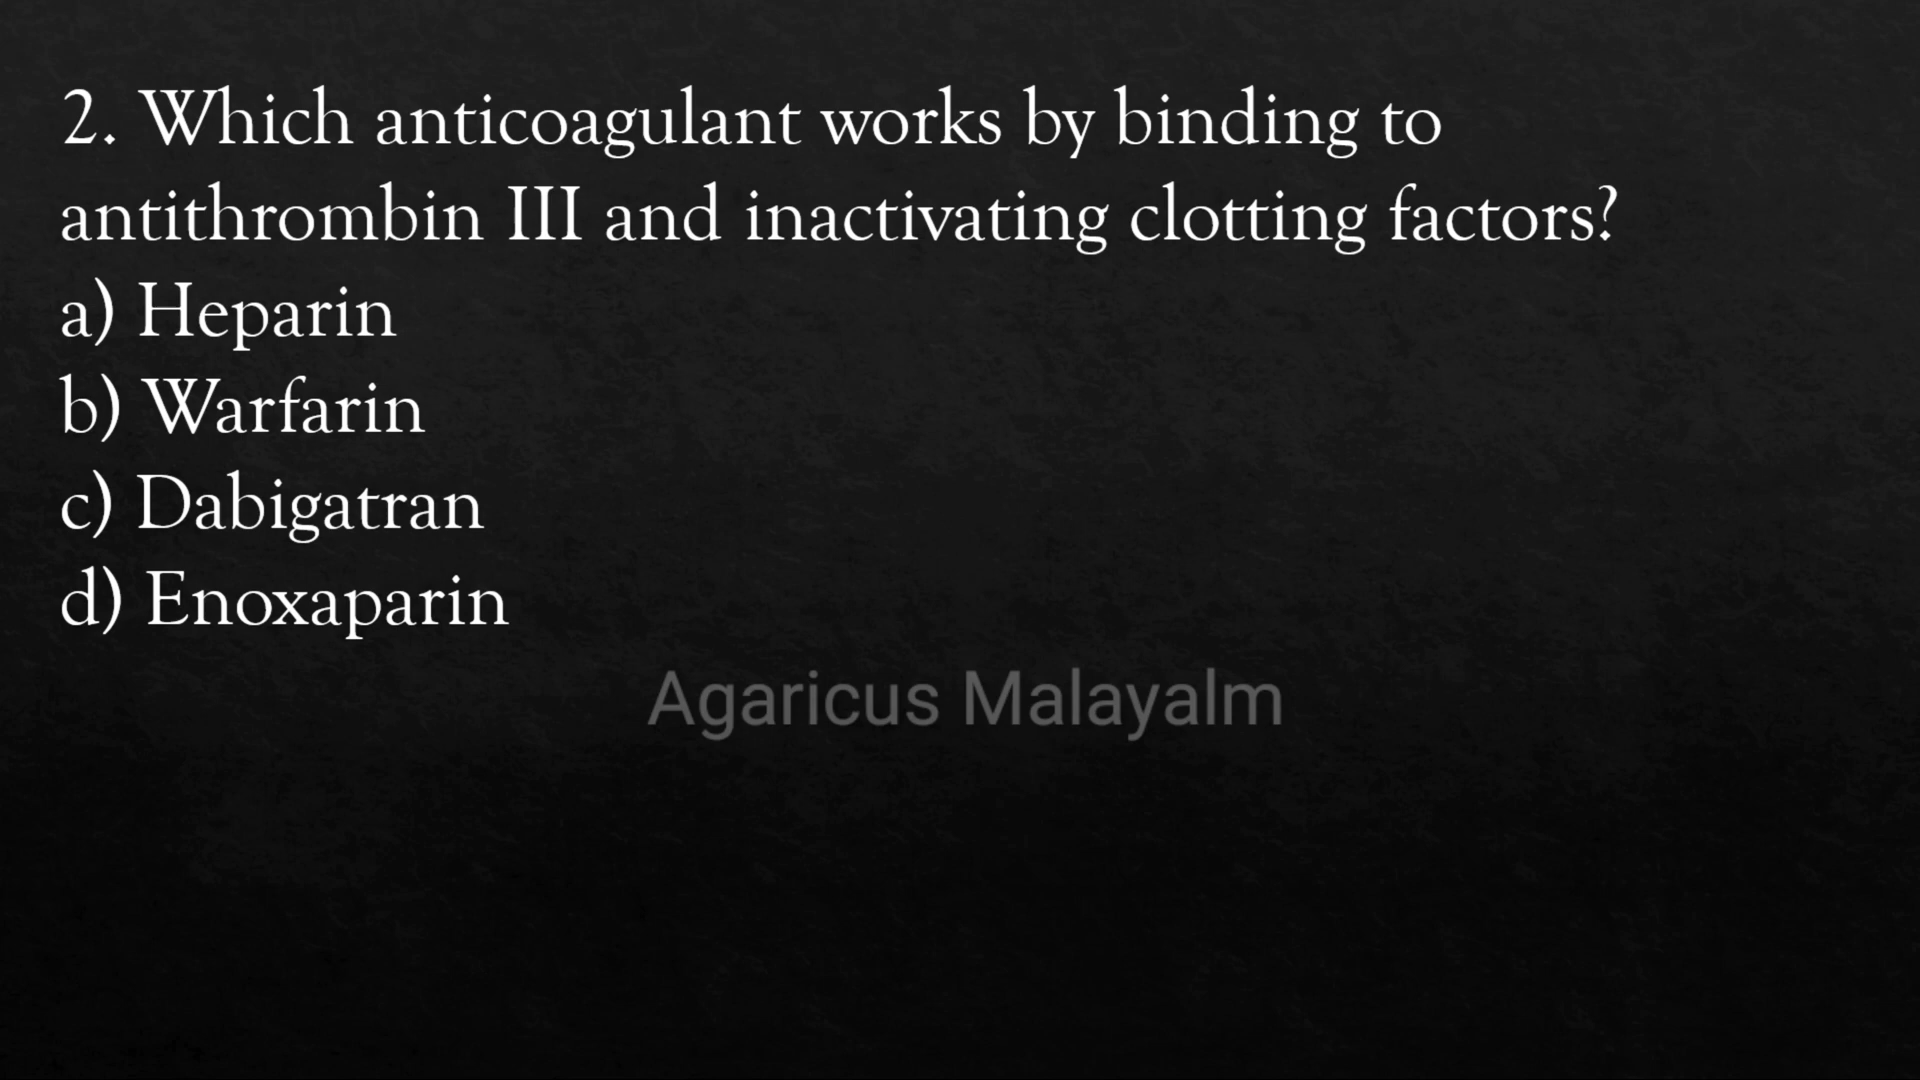 2. Which anticoagulant works by binding to
antithrombin III and inactivating clotting factors?
a) Heparin
b) Warfarin
c) Dabigatran
d) Enoxaparin
Agaricus Malayalm